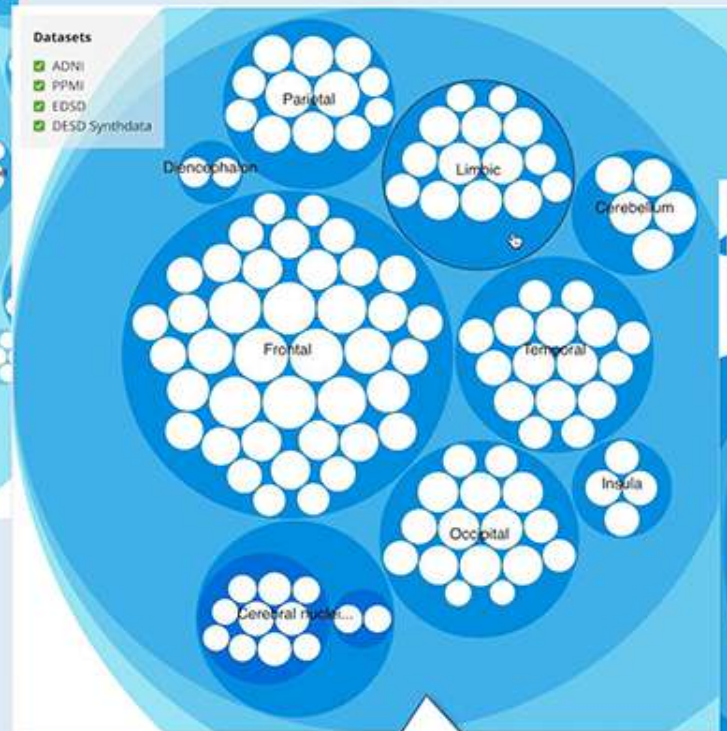 Datasets
ADNI
PPMI
EDSD
DESD Synthdata
Parietal
Diencephalon
Limbic
Cerebellum
Frontal
Temporal
Insula
Occipital
Cerebral nuclei...